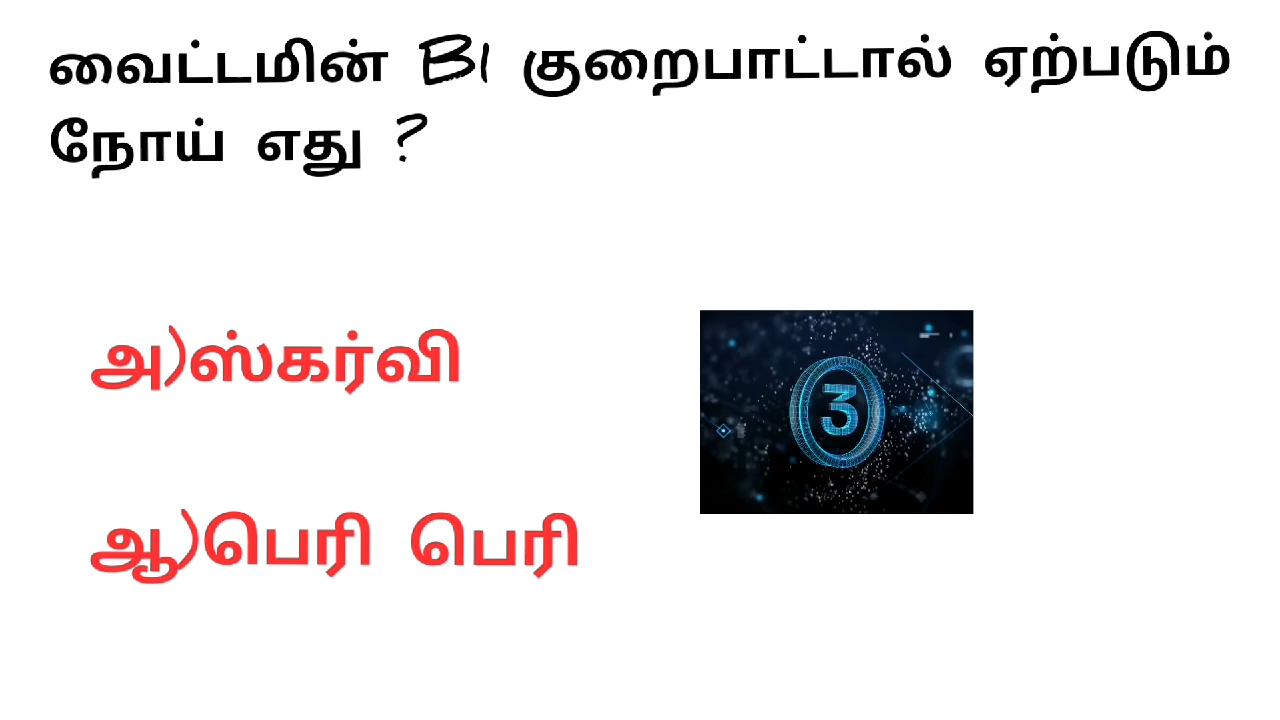 வைட்டமின் B1 குறைபாட்டால் ஏற்படும்
நோய் எது ?
அ)ஸ்கர்வி
3
ஆ)பெரி பெரி